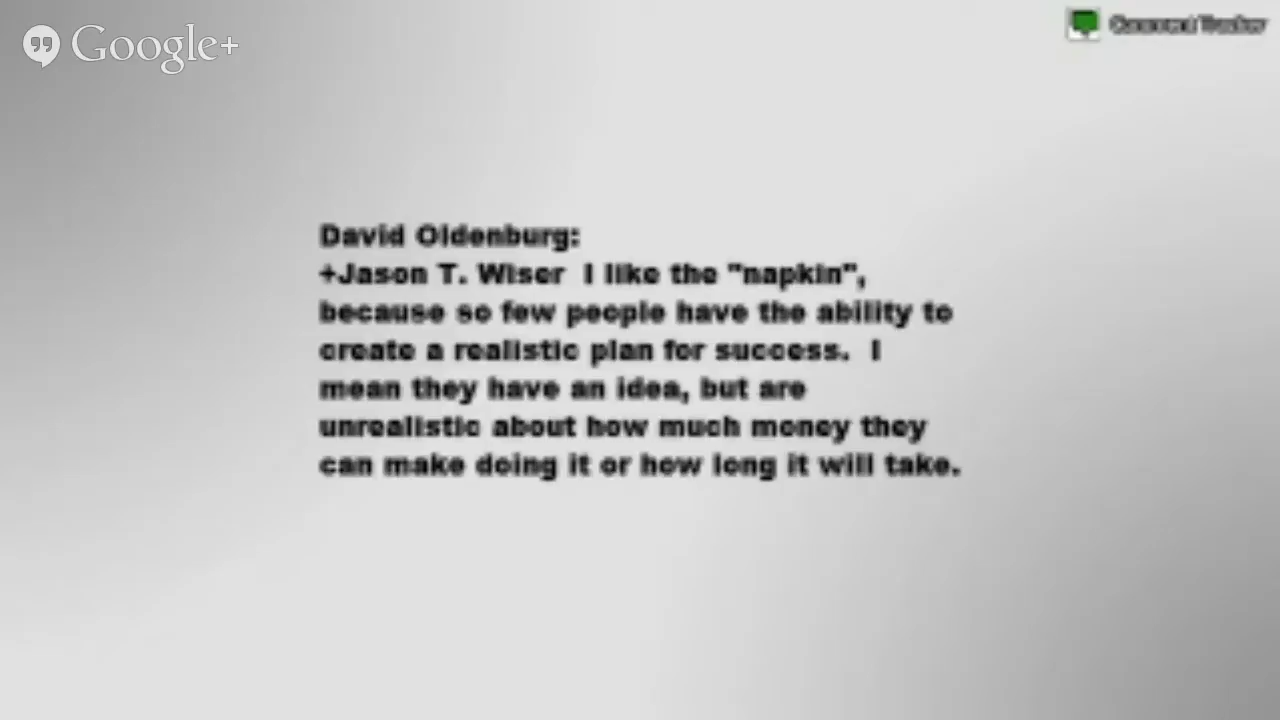 Google+
Comment Tracker
David Oldenburg:
+Jason T. Wiser  I like the "napkin",
because so few people have the ability to
create a realistic plan for success.  I
mean they have an idea, but are
unrealistic about how much money they
can make doing it or how long it will take.